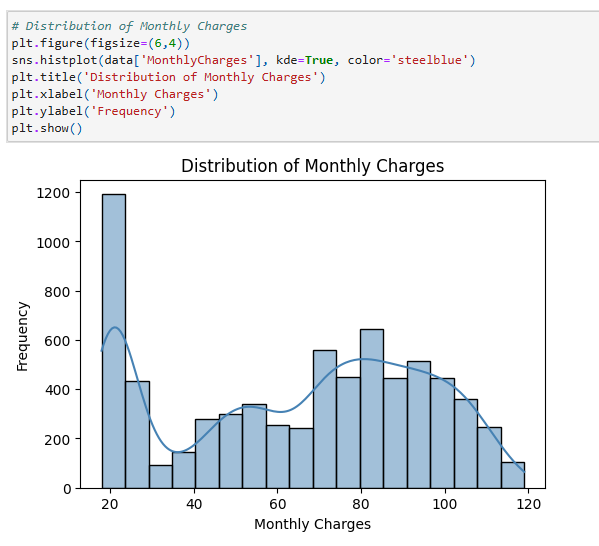 # Distribution of Monthly Charges
plt.figure(figsize=(6,4))
sns.histplot(data['MonthlyCharges'], kde=True, color='steelblue')
plt.title('Distribution of Monthly Charges')
plt.xlabel('Monthly Charges')
plt.ylabel('Frequency')
plt.show()
Distribution of Monthly Charges
1200
1000
800
600
400
200
0
Frequency
20 40 60 80 100 120
Monthly Charges